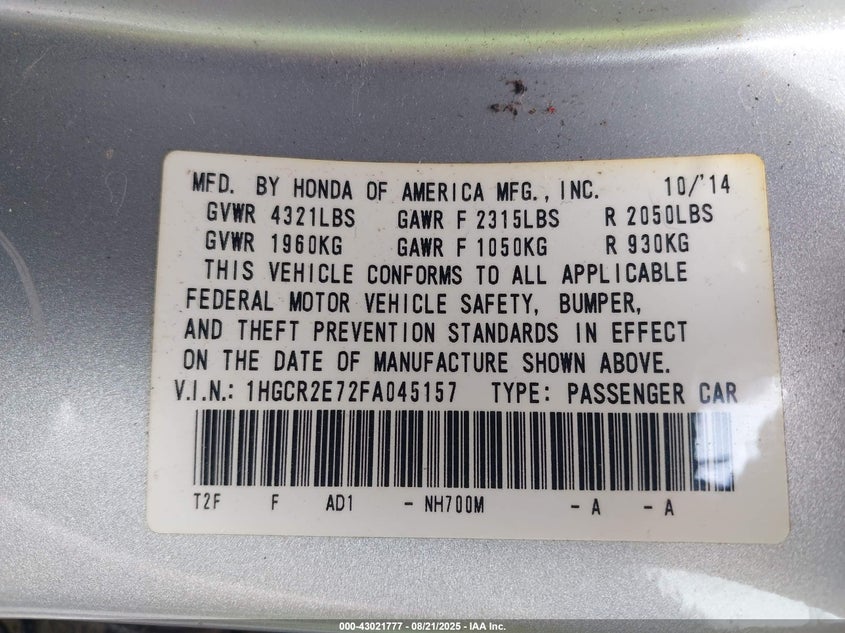 MFD. BY HONDA OF AMERICA MFG., INC. 10/'14
GVWR 4321LBS GAWR F 2315LBS R 2050LBS
GVWR 1960KG GAWR F 1050KG R 930KG
THIS VEHICLE CONFORMS TO ALL APPLICABLE
FEDERAL MOTOR VEHICLE SAFETY, BUMPER,
AND THEFT PREVENTION STANDARDS IN EFFECT
ON THE DATE OF MANUFACTURE SHOWN ABOVE.
V.I.N.: 1HGCR2E72FA045157 TYPE: PASSENGER CAR
T2F F AD1 - NH700M - A - A
000-43021777 - 08/21/2025 - IAA Inc.